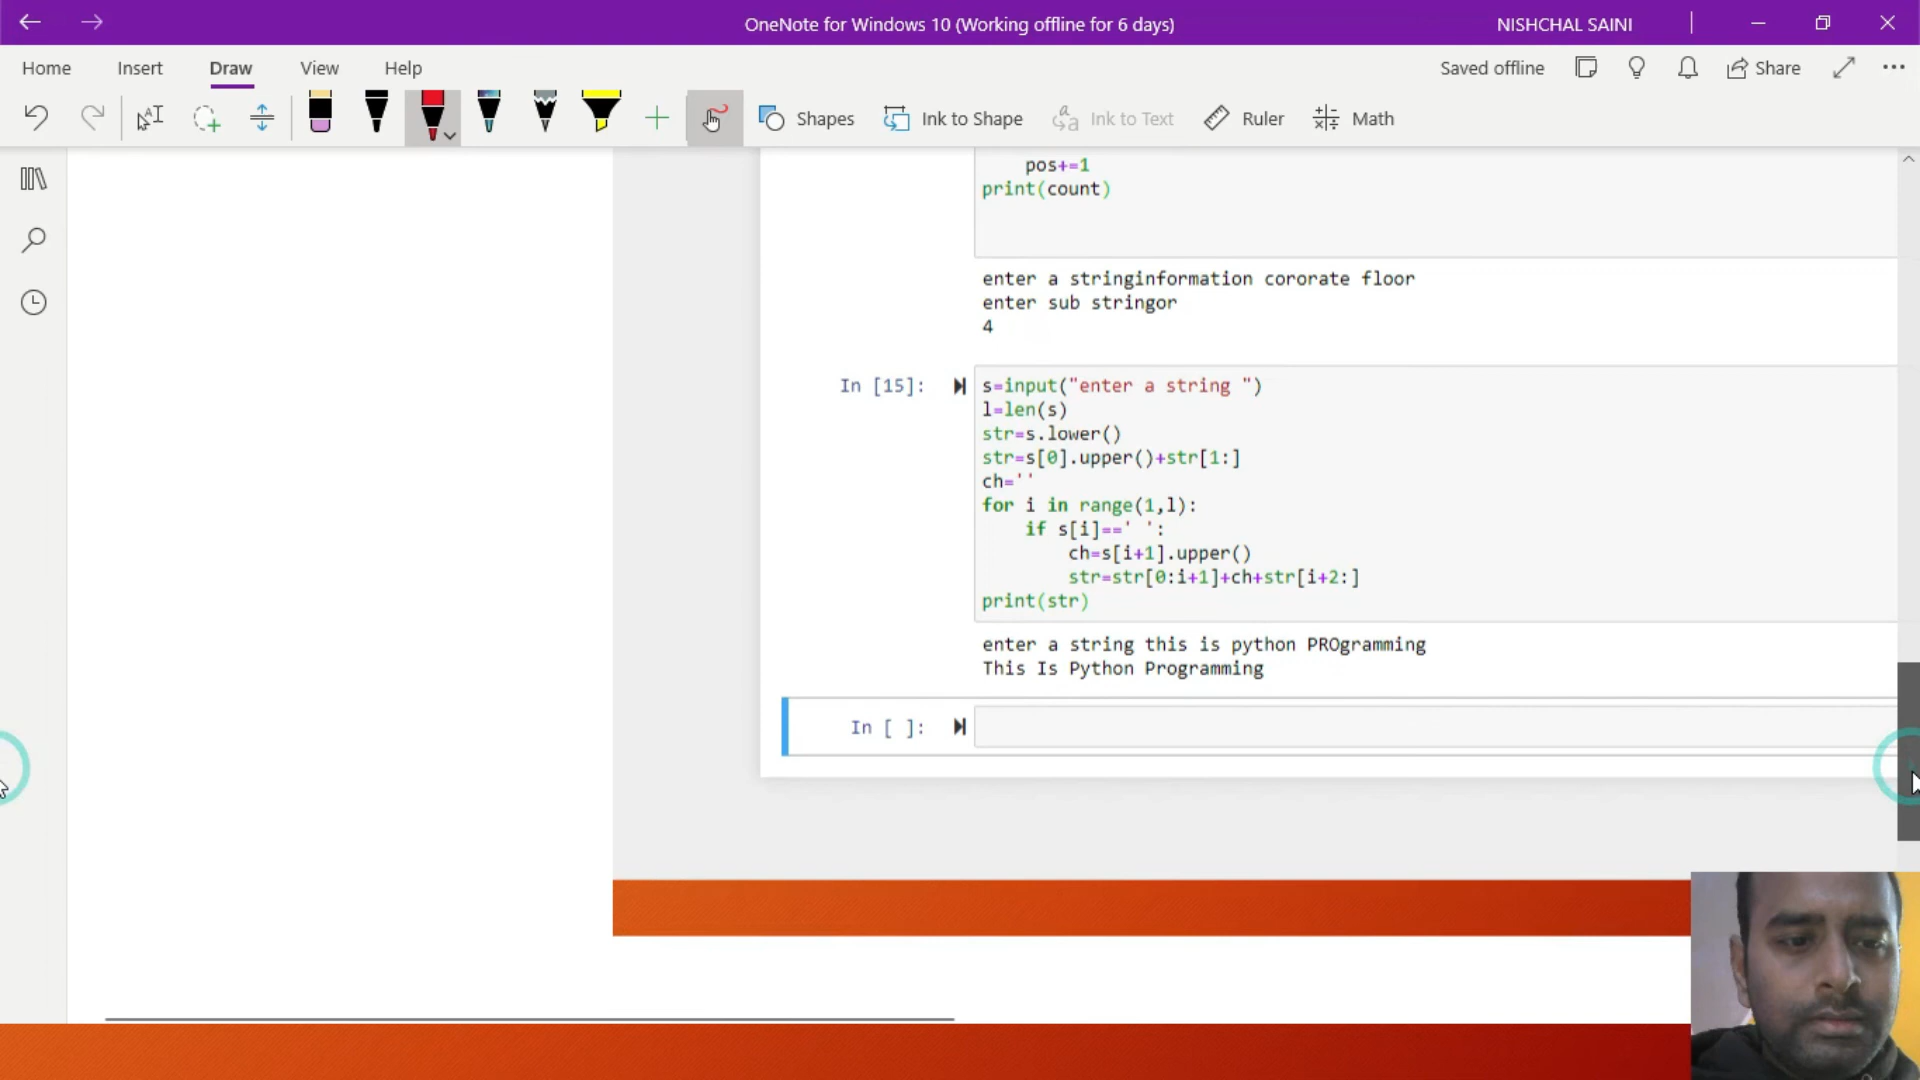 OneNote for Windows 10 (Working offline for 6 days)
NISHCHAL SAINI
Home Insert Draw View Help
Saved offline
Share
Shapes
Ink to Shape
Ink to Text
Ruler
Math
pos+=1
print(count)
enter a stringinformation cororate floor
enter sub stringor
4
In [15]:
s=input("enter a string ")
l=len(s)
str=s.lower()
str=s[0].upper()+str[1:]
ch=''
for i in range(1,l):
if s[i]==' ':
ch=s[i+1].upper()
str=str[0:i+1]+ch+str[i+2:]
print(str)
enter a string this is python PROgramming
This Is Python Programming
In [ ]: